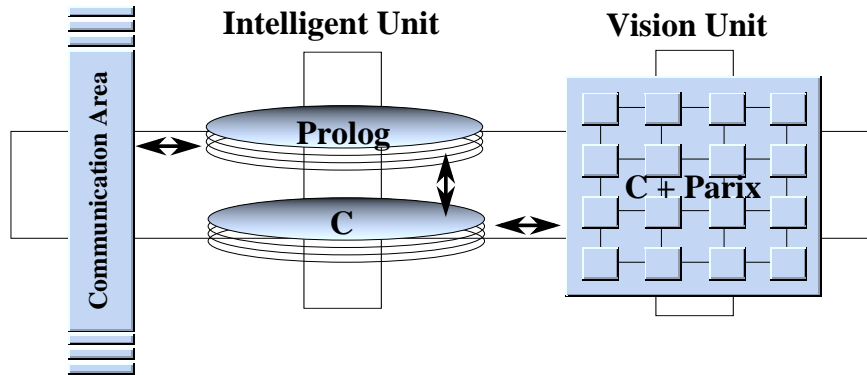 Intelligent Unit
Vision Unit
Communication Area
Prolog
C
C + Parix